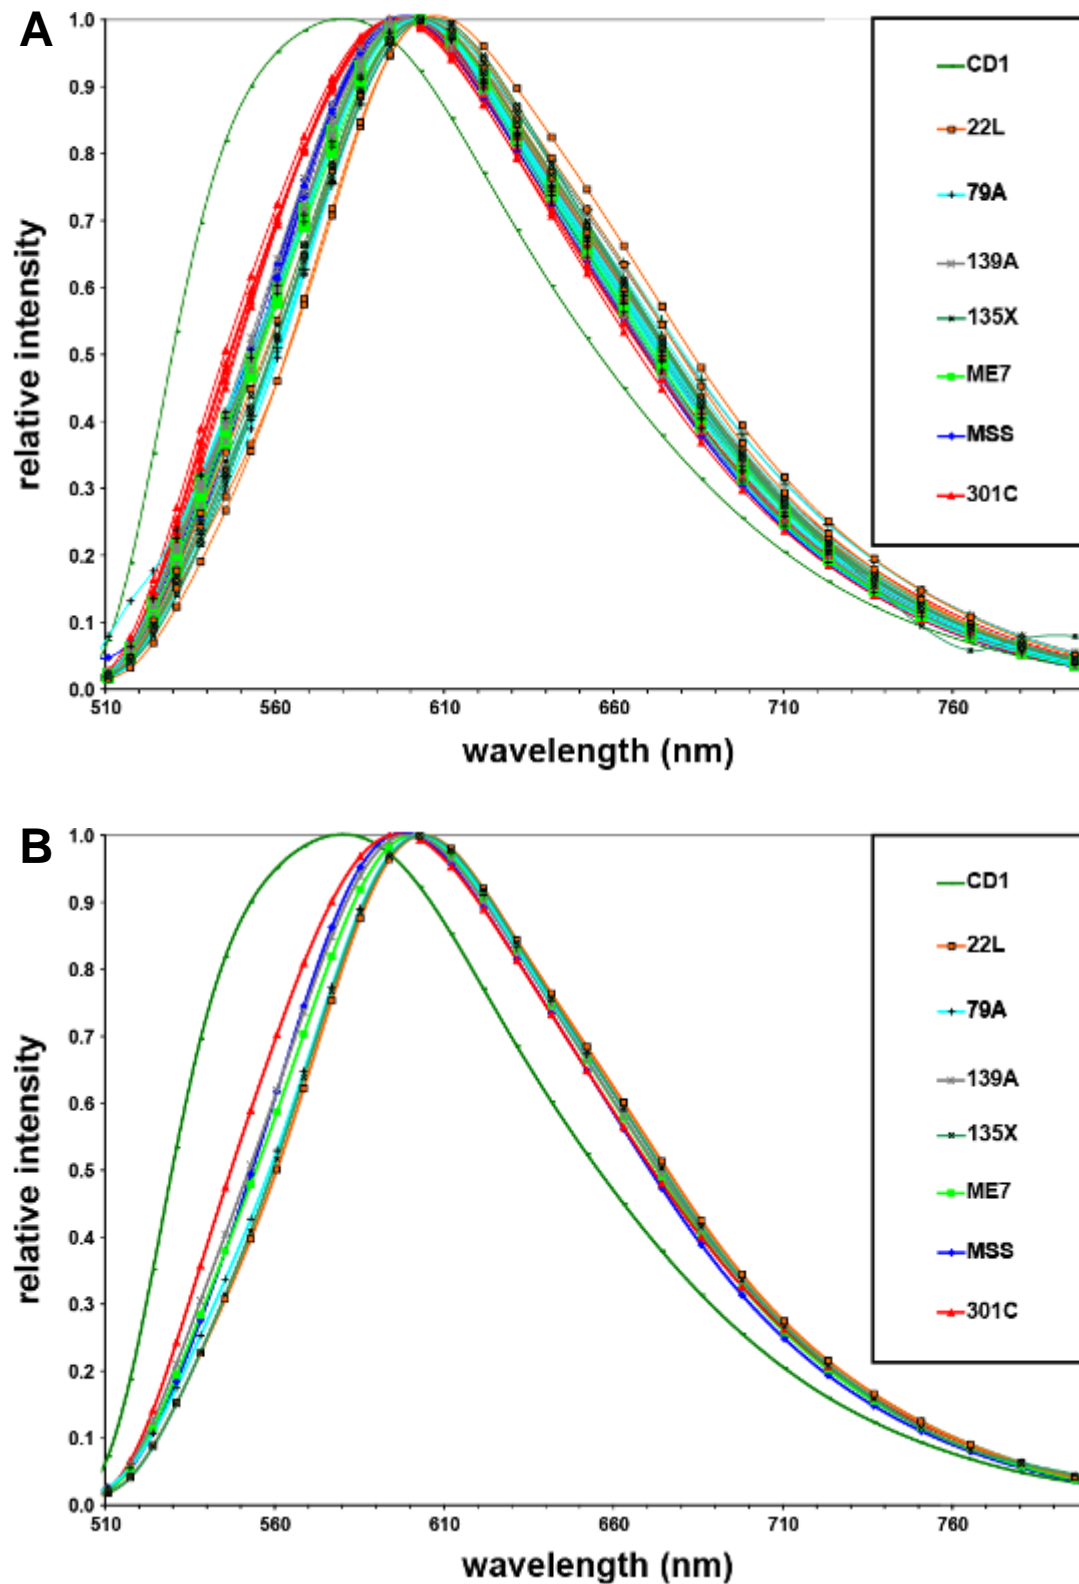 A
1.0
0.9
0.8
0.7
0.6
0.5
0.4
0.3
0.2
0.1
0.0
relative intensity
510
560
610
660
710
760
wavelength (nm)
CD1
22L
79A
139A
135X
ME7
MSS
301C
B
1.0
0.9
0.8
0.7
0.6
0.5
0.4
0.3
0.2
0.1
0.0
relative intensity
510
560
610
660
710
760
wavelength (nm)
CD1
22L
79A
139A
135X
ME7
MSS
301C